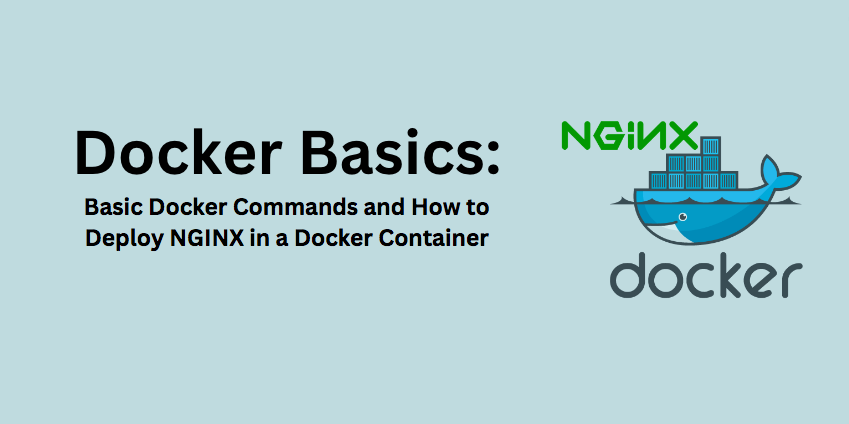 Docker Basics:
Basic Docker Commands and How to
Deploy NGINX in a Docker Container
NGINX
docker